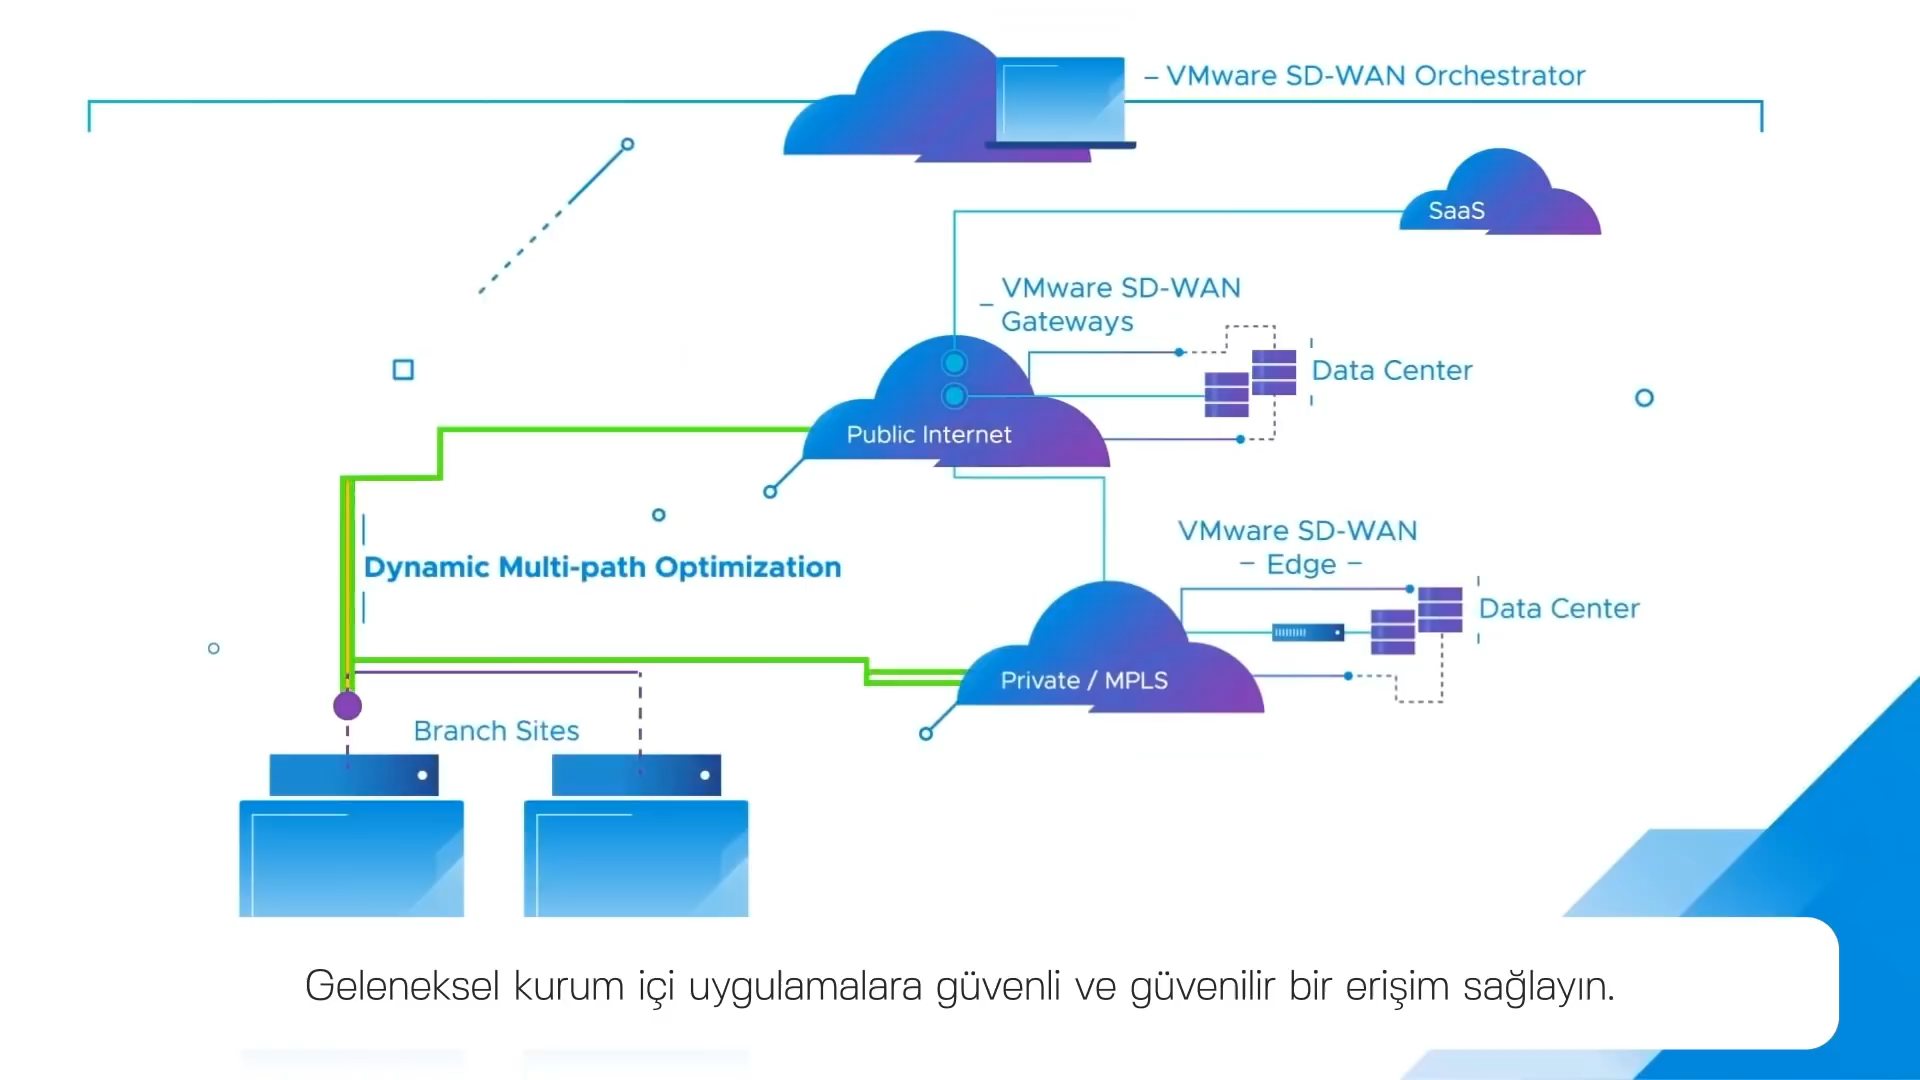 – VMware SD-WAN Orchestrator
SaaS
– VMware SD-WAN
Gateways
Data Center
Public Internet
VMware SD-WAN
– Edge –
Dynamic Multi-path Optimization
Data Center
Private / MPLS
Branch Sites
Geleneksel kurum içi uygulamalara güvenli ve güvenilir bir erişim sağlayın.